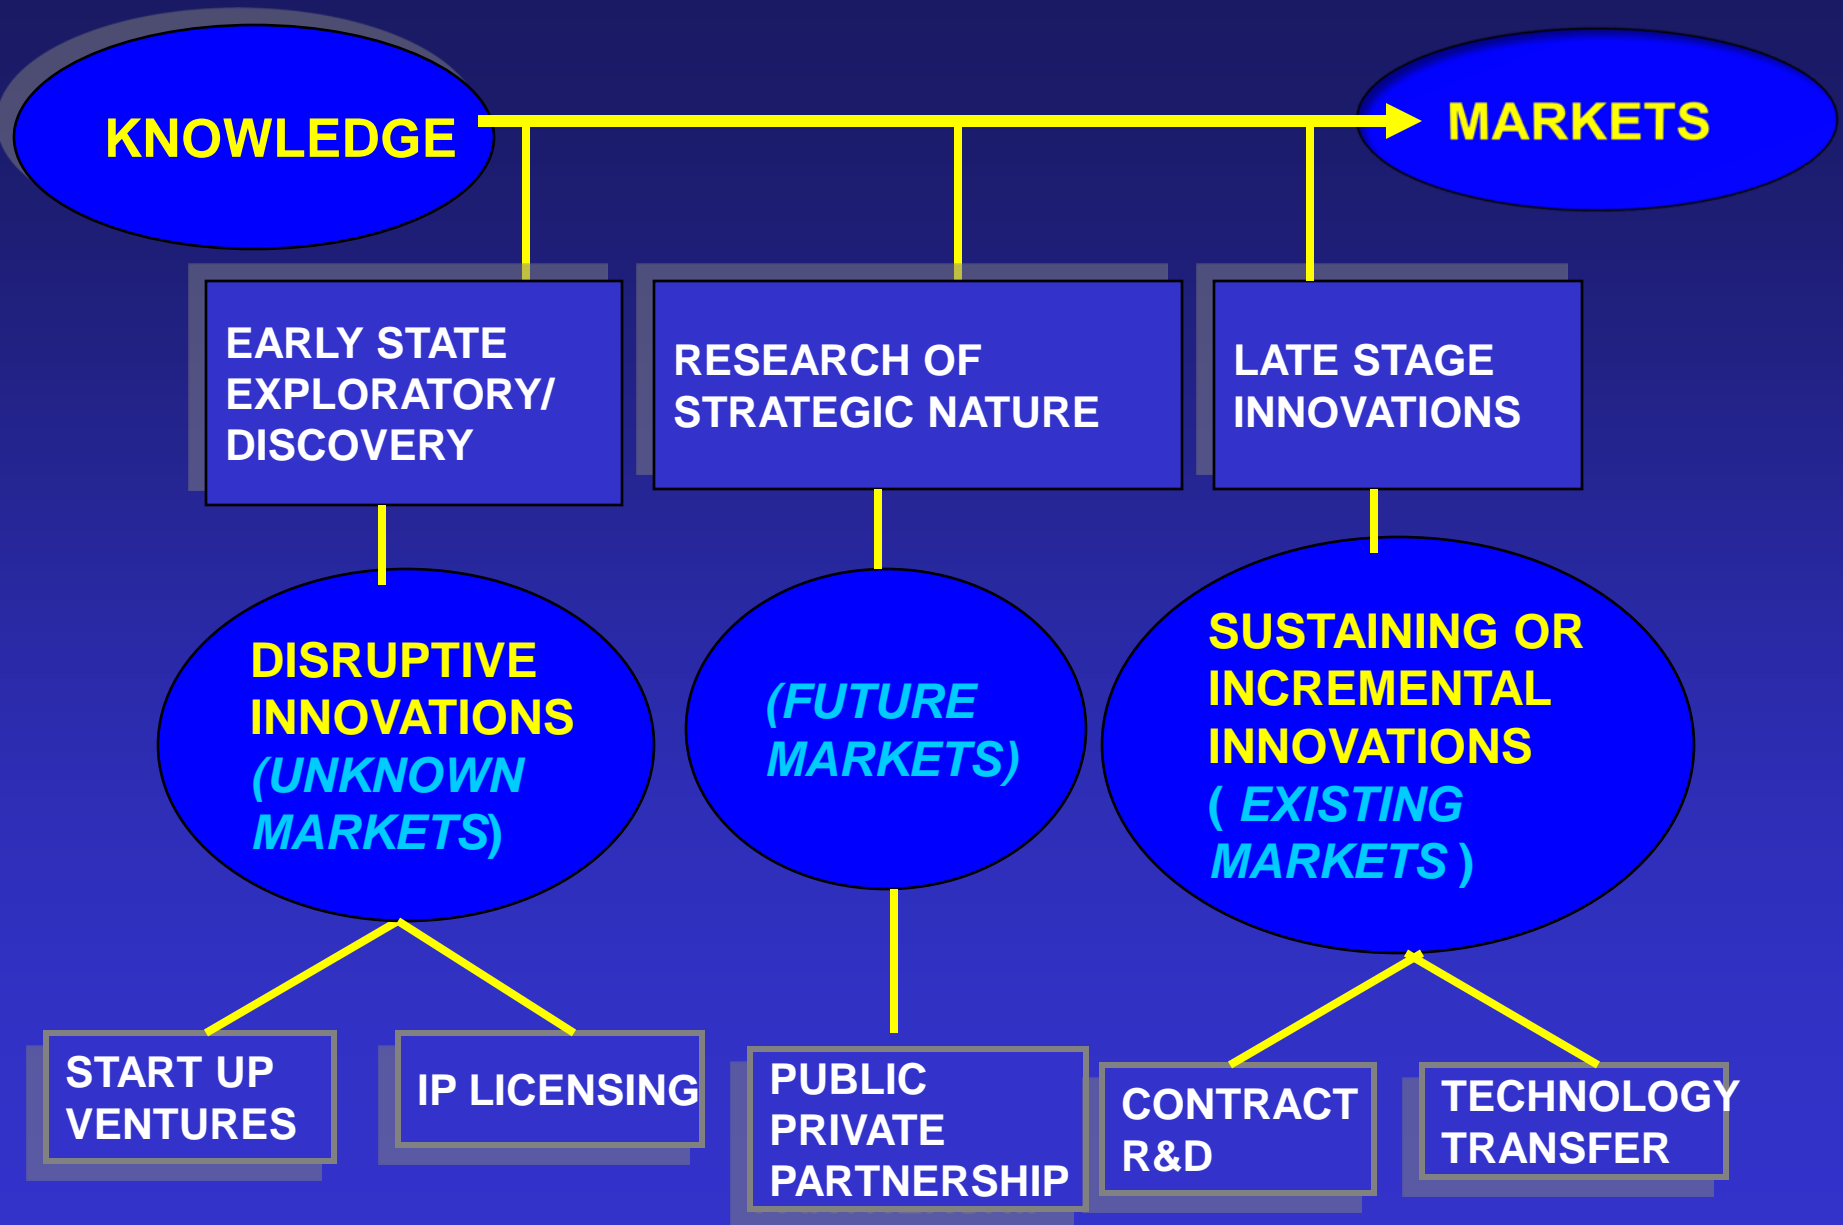 KNOWLEDGE
MARKETS
EARLY STATE
EXPLORATORY/
DISCOVERY
RESEARCH OF
STRATEGIC NATURE
LATE STAGE
INNOVATIONS
DISRUPTIVE
INNOVATIONS
(UNKNOWN
MARKETS)
(FUTURE
MARKETS)
SUSTAINING OR
INCREMENTAL
INNOVATIONS
( EXISTING
MARKETS )
START UP
VENTURES
IP LICENSING
PUBLIC
PRIVATE
PARTNERSHIP
CONTRACT
R&D
TECHNOLOGY
TRANSFER